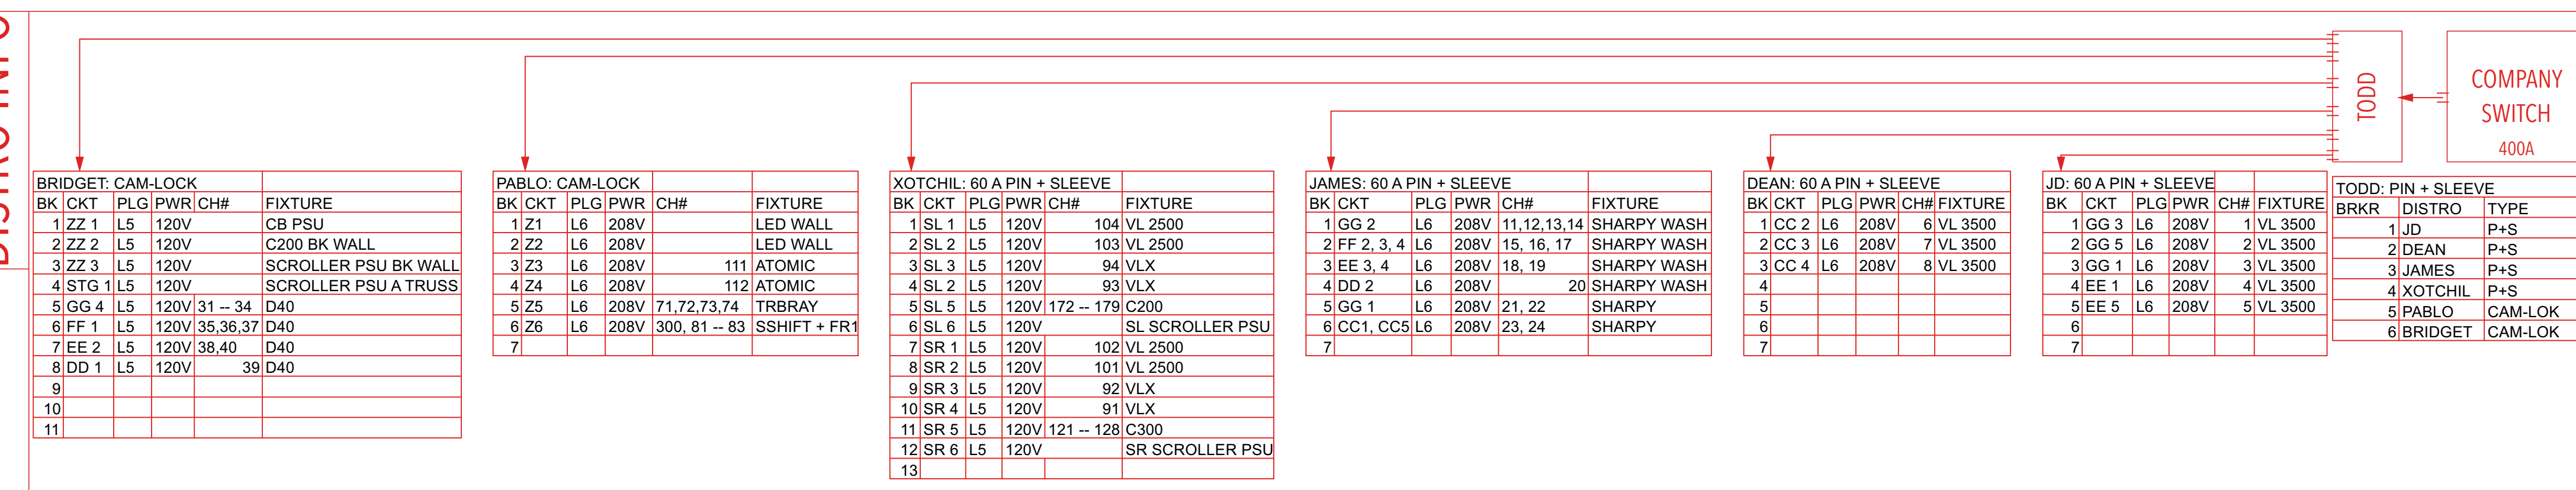 DISTRO INFO
TODD
COMPANY
SWITCH
400A
BRIDGET: CAM-LOCK
BK CKT PLG PWR CH# FIXTURE
1 ZZ 1 L5 120V CB PSU
2 ZZ 2 L5 120V C200 BK WALL
3 ZZ 3 L5 120V SCROLLER PSU BK WALL
4 STG 1 L5 120V SCROLLER PSU A TRUSS
5 GG 4 L5 120V 31 -- 34 D40
6 FF 1 L5 120V 35,36,37 D40
7 EE 2 L5 120V 38,40 D40
8 DD 1 L5 120V 39 D40
9
10
11
PABLO: CAM-LOCK
BK CKT PLG PWR CH# FIXTURE
1 Z1 L6 208V LED WALL
2 Z2 L6 208V LED WALL
3 Z3 L6 208V 111 ATOMIC
4 Z4 L6 208V 112 ATOMIC
5 Z5 L6 208V 71,72,73,74 TRBRAY
6 Z6 L6 208V 300, 81 -- 83 SSHIFT + FR1
7
XOTCHIL: 60 A PIN + SLEEVE
BK CKT PLG PWR CH# FIXTURE
1 SL 1 L5 120V 104 VL 2500
2 SL 2 L5 120V 103 VL 2500
3 SL 3 L5 120V 94 VLX
4 SL 2 L5 120V 93 VLX
5 SL 5 L5 120V 172 -- 179 C200
6 SL 6 L5 120V SL SCROLLER PSU
7 SR 1 L5 120V 102 VL 2500
8 SR 2 L5 120V 101 VL 2500
9 SR 3 L5 120V 92 VLX
10 SR 4 L5 120V 91 VLX
11 SR 5 L5 120V 121 -- 128 C300
12 SR 6 L5 120V SR SCROLLER PSU
13
JAMES: 60 A PIN + SLEEVE
BK CKT PLG PWR CH# FIXTURE
1 GG 2 L6 208V 11,12,13,14 SHARPY WASH
2 FF 2, 3, 4 L6 208V 15, 16, 17 SHARPY WASH
3 EE 3, 4 L6 208V 18, 19 SHARPY WASH
4 DD 2 L6 208V 20 SHARPY WASH
5 GG 1 L6 208V 21, 22 SHARPY
6 CC1, CC5 L6 208V 23, 24 SHARPY
7
DEAN: 60 A PIN + SLEEVE
BK CKT PLG PWR CH# FIXTURE
1 CC 2 L6 208V 6 VL 3500
2 CC 3 L6 208V 7 VL 3500
3 CC 4 L6 208V 8 VL 3500
4
5
6
7
JD: 60 A PIN + SLEEVE
BK CKT PLG PWR CH# FIXTURE
1 GG 3 L6 208V 1 VL 3500
2 GG 5 L6 208V 2 VL 3500
3 GG 1 L6 208V 3 VL 3500
4 EE 1 L6 208V 4 VL 3500
5 EE 5 L6 208V 5 VL 3500
6
7
TODD: PIN + SLEEVE
BRKR DISTRO TYPE
1 JD P+S
2 DEAN P+S
3 JAMES P+S
4 XOTCHIL P+S
5 PABLO CAM-LOK
6 BRIDGET CAM-LOK